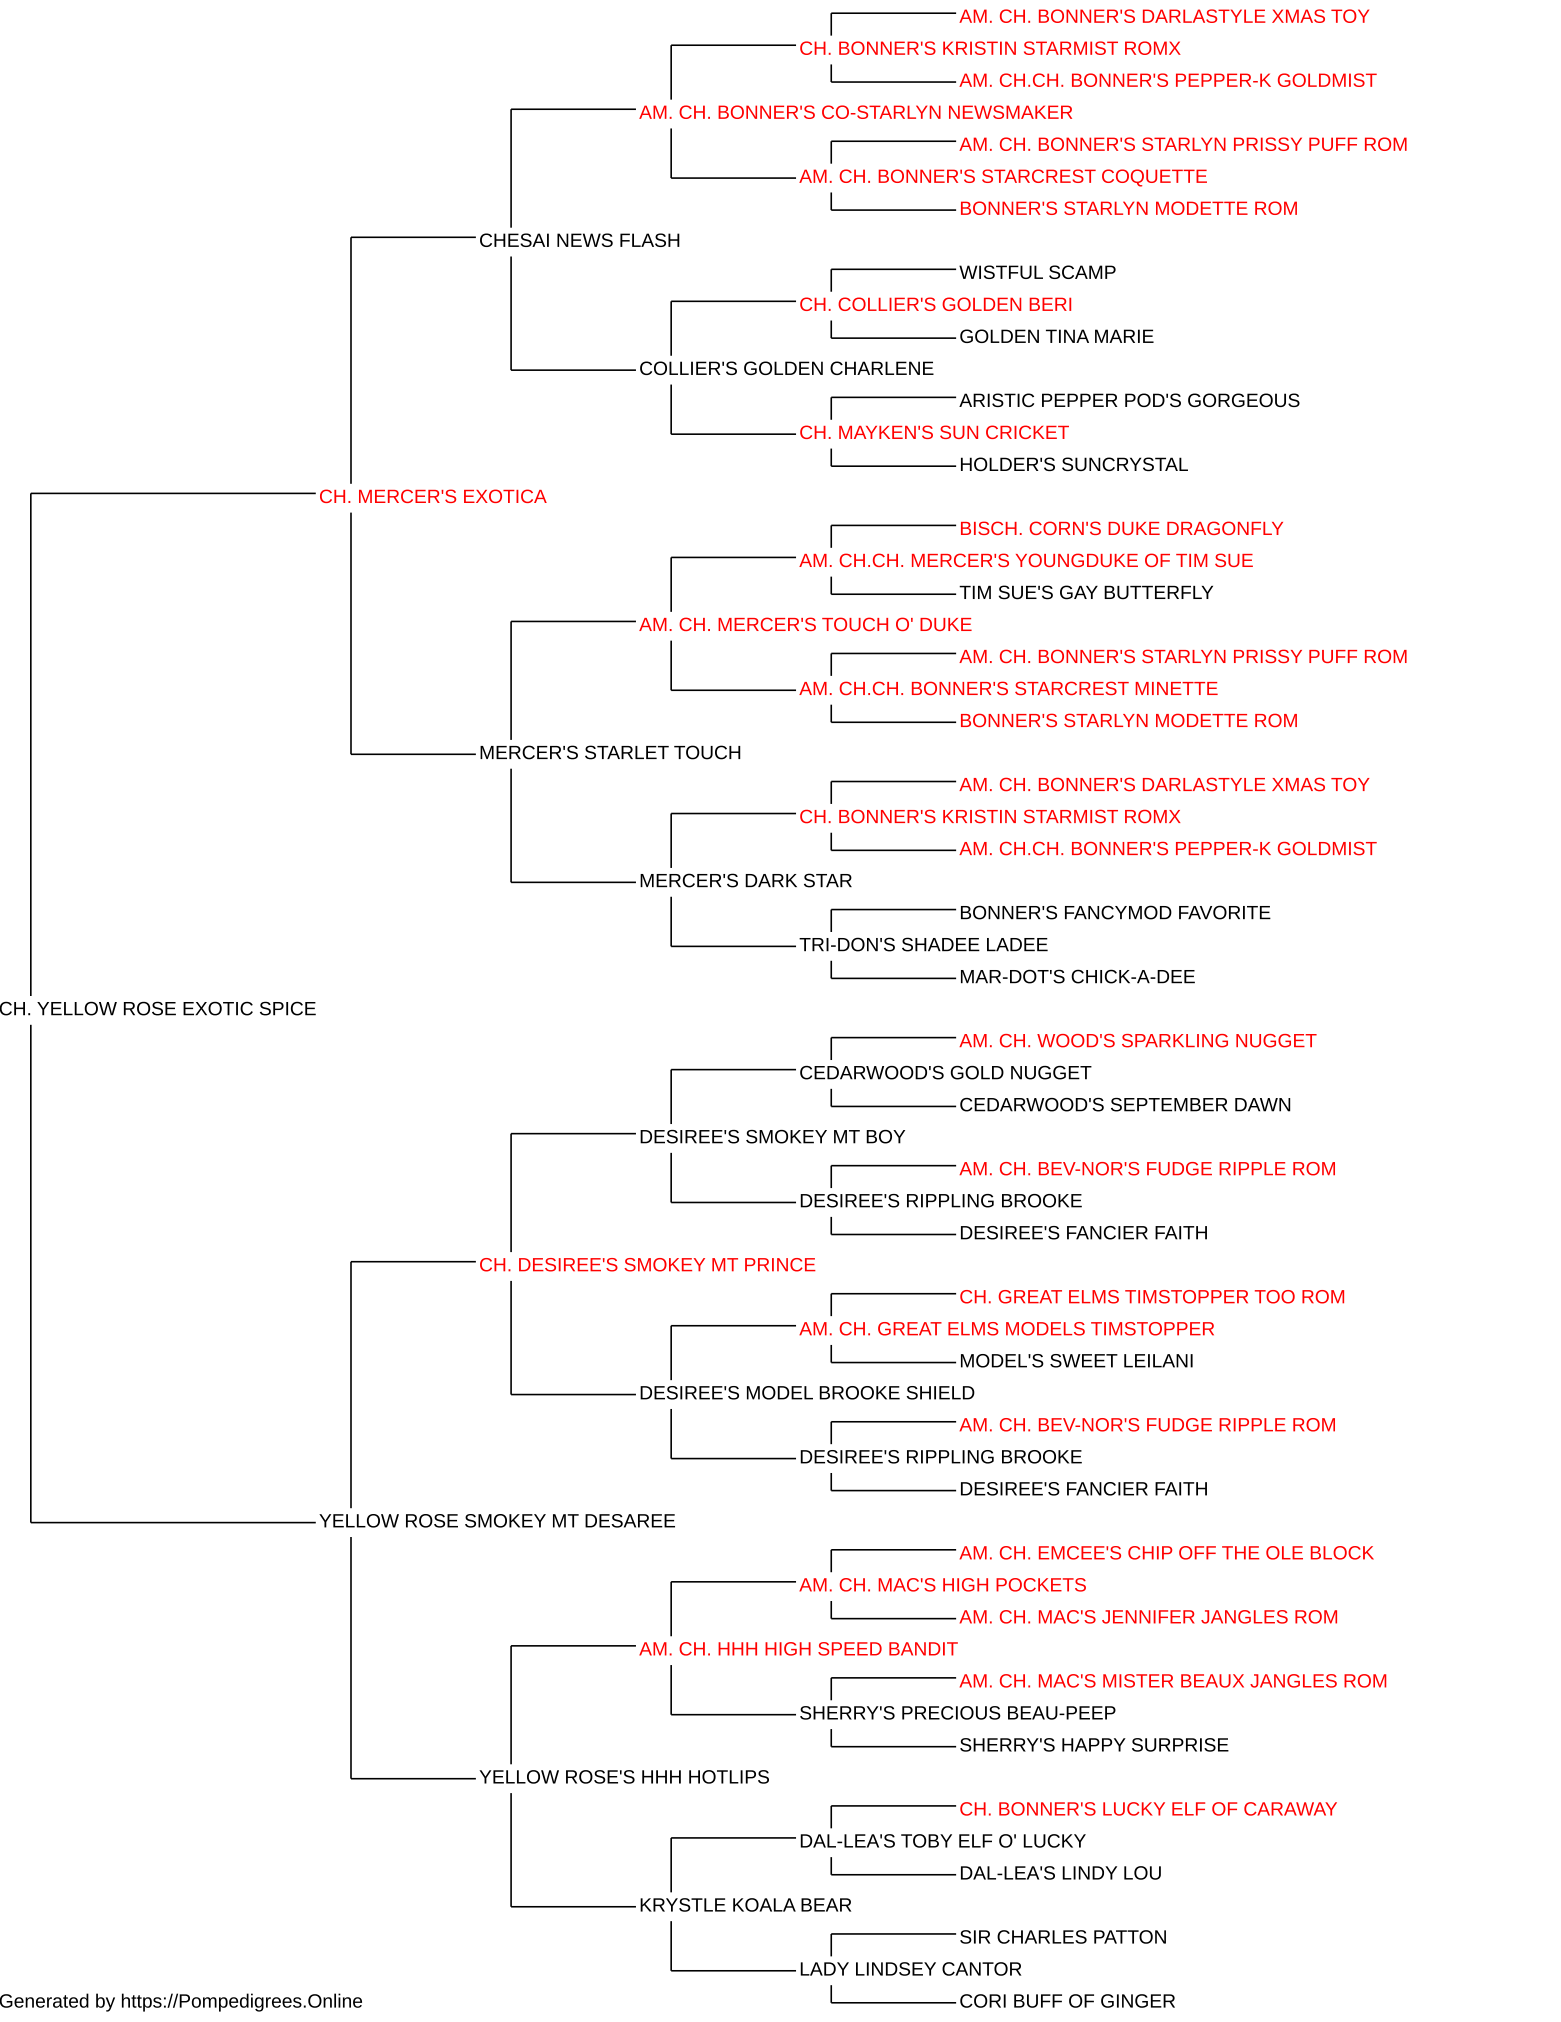 AM. CH. BONNER'S DARLASTYLE XMAS TOY
CH. BONNER'S KRISTIN STARMIST ROMX
AM. CH.CH. BONNER'S PEPPER-K GOLDMIST
AM. CH. BONNER'S CO-STARLYN NEWSMAKER
AM. CH. BONNER'S STARLYN PRISSY PUFF ROM
AM. CH. BONNER'S STARCREST COQUETTE
BONNER'S STARLYN MODETTE ROM
CHESAI NEWS FLASH
WISTFUL SCAMP
CH. COLLIER'S GOLDEN BERI
GOLDEN TINA MARIE
COLLIER'S GOLDEN CHARLENE
ARISTIC PEPPER POD'S GORGEOUS
CH. MAYKEN'S SUN CRICKET
HOLDER'S SUNCRYSTAL
CH. MERCER'S EXOTICA
BISCH. CORN'S DUKE DRAGONFLY
AM. CH.CH. MERCER'S YOUNGDUKE OF TIM SUE
TIM SUE'S GAY BUTTERFLY
AM. CH. MERCER'S TOUCH O' DUKE
AM. CH. BONNER'S STARLYN PRISSY PUFF ROM
AM. CH.CH. BONNER'S STARCREST MINETTE
BONNER'S STARLYN MODETTE ROM
MERCER'S STARLET TOUCH
AM. CH. BONNER'S DARLASTYLE XMAS TOY
CH. BONNER'S KRISTIN STARMIST ROMX
AM. CH.CH. BONNER'S PEPPER-K GOLDMIST
MERCER'S DARK STAR
BONNER'S FANCYMOD FAVORITE
TRI-DON'S SHADEE LADEE
MAR-DOT'S CHICK-A-DEE
CH. YELLOW ROSE EXOTIC SPICE
AM. CH. WOOD'S SPARKLING NUGGET
CEDARWOOD'S GOLD NUGGET
CEDARWOOD'S SEPTEMBER DAWN
DESIREE'S SMOKEY MT BOY
AM. CH. BEV-NOR'S FUDGE RIPPLE ROM
DESIREE'S RIPPLING BROOKE
DESIREE'S FANCIER FAITH
CH. DESIREE'S SMOKEY MT PRINCE
CH. GREAT ELMS TIMSTOPPER TOO ROM
AM. CH. GREAT ELMS MODELS TIMSTOPPER
MODEL'S SWEET LEILANI
DESIREE'S MODEL BROOKE SHIELD
AM. CH. BEV-NOR'S FUDGE RIPPLE ROM
DESIREE'S RIPPLING BROOKE
DESIREE'S FANCIER FAITH
YELLOW ROSE SMOKEY MT DESAREE
AM. CH. EMCEE'S CHIP OFF THE OLE BLOCK
AM. CH. MAC'S HIGH POCKETS
AM. CH. MAC'S JENNIFER JANGLES ROM
AM. CH. HHH HIGH SPEED BANDIT
AM. CH. MAC'S MISTER BEAUX JANGLES ROM
SHERRY'S PRECIOUS BEAU-PEEP
SHERRY'S HAPPY SURPRISE
YELLOW ROSE'S HHH HOTLIPS
CH. BONNER'S LUCKY ELF OF CARAWAY
DAL-LEA'S TOBY ELF O' LUCKY
DAL-LEA'S LINDY LOU
KRYSTLE KOALA BEAR
SIR CHARLES PATTON
LADY LINDSEY CANTOR
CORI BUFF OF GINGER
Generated by https://Pompedigrees.Online